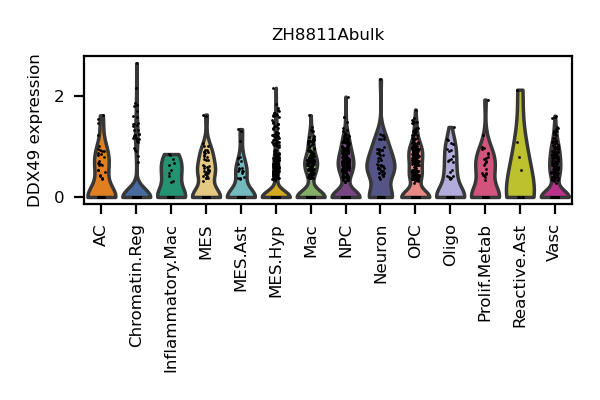 ZH8811Abulk
DDX49 expression
2
0
AC
Chromatin.Reg
Inflammatory.Mac
MES
MES.Ast
MES.Hyp
Mac
NPC
Neuron
OPC
Oligo
Prolif.Metab
Reactive.Ast
Vasc